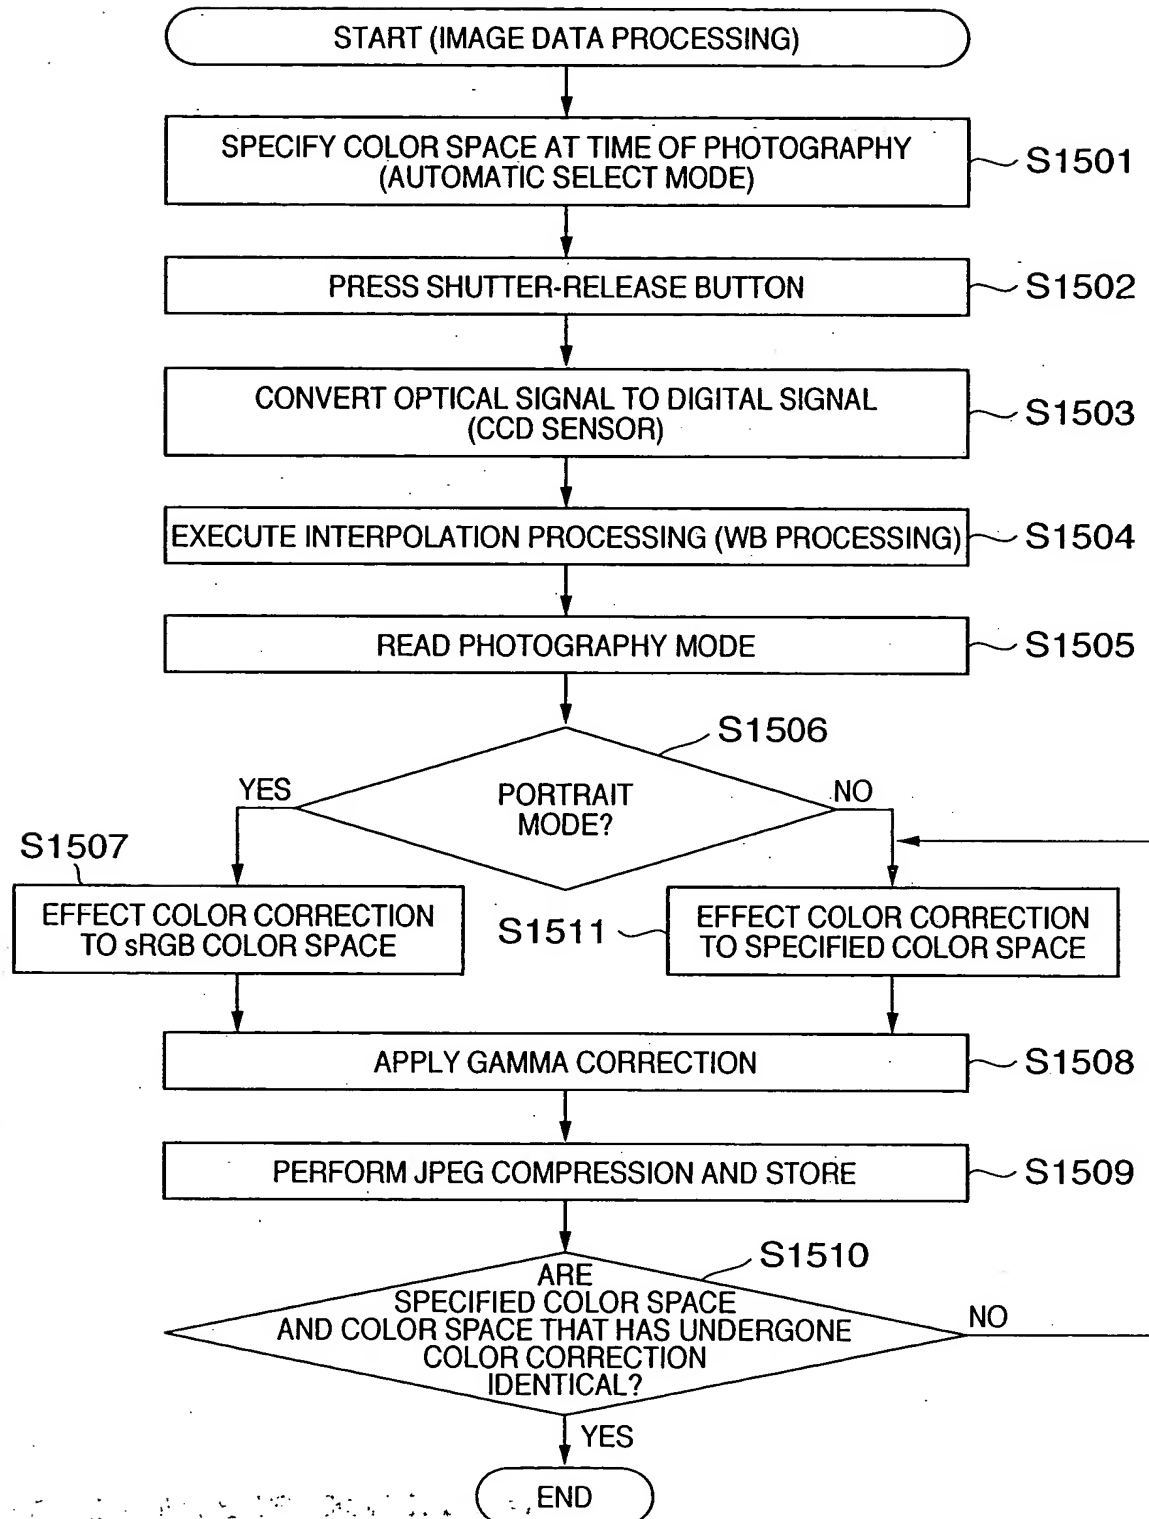 START (IMAGE DATA PROCESSING)
SPECIFY COLOR SPACE AT TIME OF PHOTOGRAPHY
(AUTOMATIC SELECT MODE)
S1501
PRESS SHUTTER-RELEASE BUTTON
S1502
CONVERT OPTICAL SIGNAL TO DIGITAL SIGNAL
(CCD SENSOR)
S1503
EXECUTE INTERPOLATION PROCESSING (WB PROCESSING)
S1504
READ PHOTOGRAPHY MODE
S1505
S1506
YES
PORTRAIT
MODE?
NO
S1507
EFFECT COLOR CORRECTION
TO sRGB COLOR SPACE
S1511
EFFECT COLOR CORRECTION
TO SPECIFIED COLOR SPACE
APPLY GAMMA CORRECTION
S1508
PERFORM JPEG COMPRESSION AND STORE
S1509
S1510
ARE
SPECIFIED COLOR SPACE
AND COLOR SPACE THAT HAS UNDERGONE
COLOR CORRECTION
IDENTICAL?
NO
YES
END